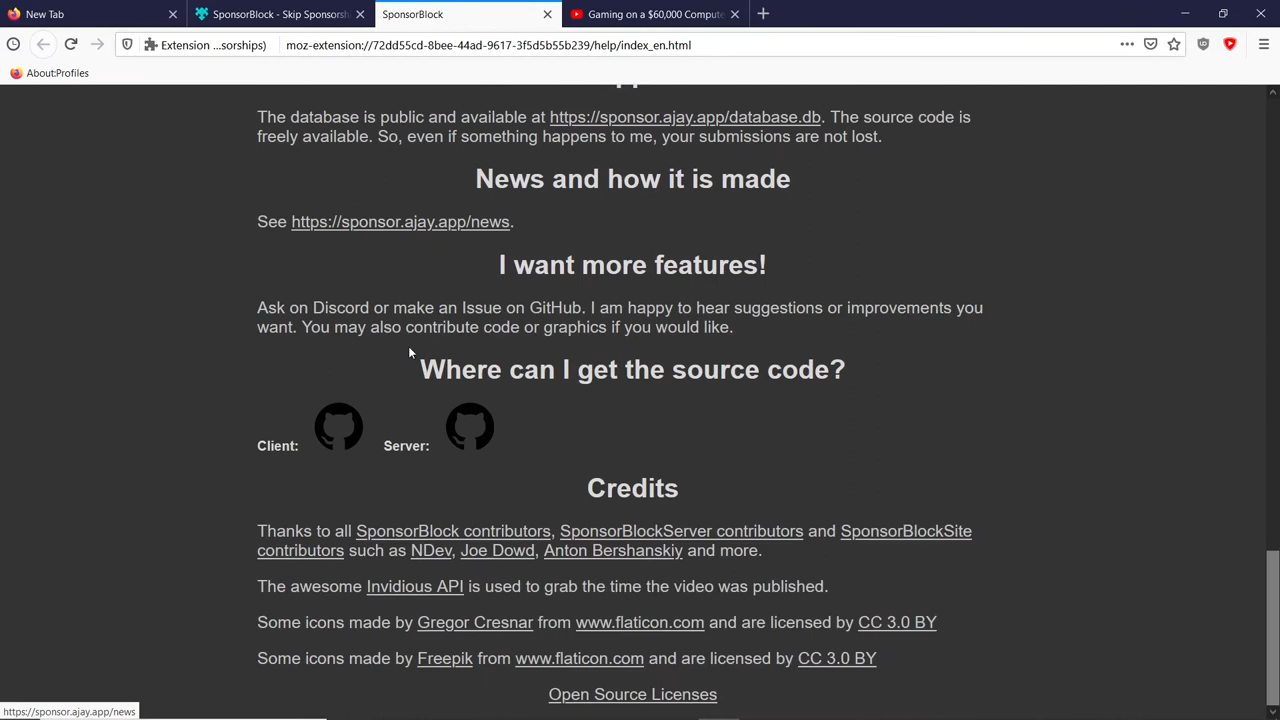 New Tab
SponsorBlock - Skip Sponsorsh
SponsorBlock
Gaming on a $60,000 Compute
Extension ...sorships)
moz-extension://72dd55cd-8bee-44ad-9617-3f5d5b55b239/help/index_en.html
About:Profiles
The database is public and available at https://sponsor.ajay.app/database.db. The source code is
freely available. So, even if something happens to me, your submissions are not lost.
News and how it is made
See https://sponsor.ajay.app/news.
I want more features!
Ask on Discord or make an Issue on GitHub. I am happy to hear suggestions or improvements you
want. You may also contribute code or graphics if you would like.
Where can I get the source code?
Client:
Server:
Credits
Thanks to all SponsorBlock contributors, SponsorBlockServer contributors and SponsorBlockSite
contributors such as NDev, Joe Dowd, Anton Bershanskiy and more.
The awesome Invidious API is used to grab the time the video was published.
Some icons made by Gregor Cresnar from www.flaticon.com and are licensed by CC 3.0 BY
Some icons made by Freepik from www.flaticon.com and are licensed by CC 3.0 BY
Open Source Licenses
https://sponsor.ajay.app/news